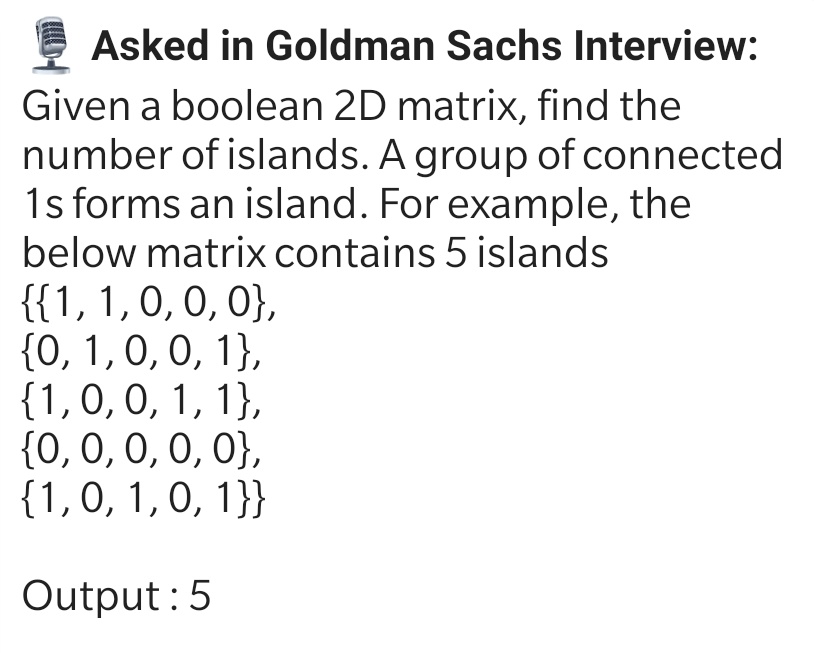 Asked in Goldman Sachs Interview:
Given a boolean 2D matrix, find the
number of islands. A group of connected
1s forms an island. For example, the
below matrix contains 5 islands
{{1, 1, 0, 0, 0},
{0, 1, 0, 0, 1},
{1, 0, 0, 1, 1},
{0, 0, 0, 0, 0},
{1, 0, 1, 0, 1}}
Output : 5